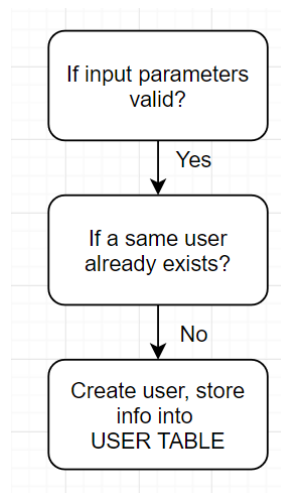 If input parameters
valid?
Yes
If a same user
already exists?
No
Create user, store
info into
USER TABLE